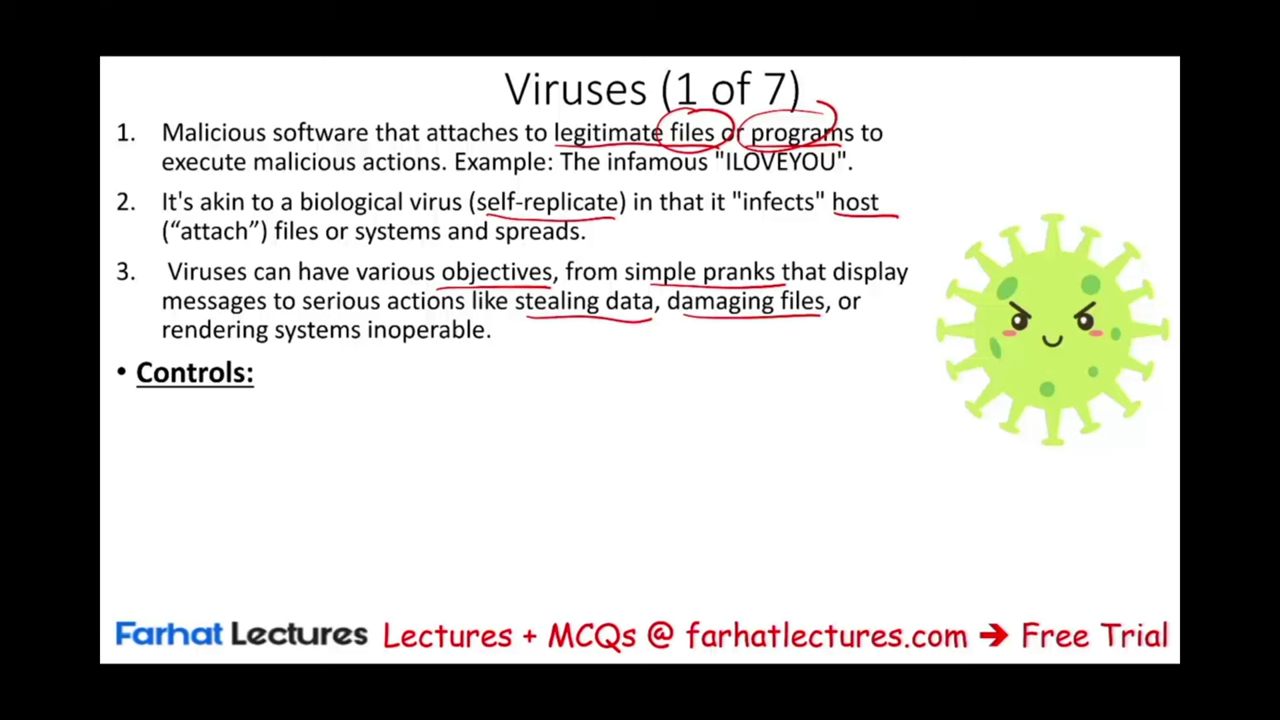 Viruses (1 of 7)
1. Malicious software that attaches to legitimate files or programs to
execute malicious actions. Example: The infamous "ILOVEYOU".
2. It's akin to a biological virus (self-replicate) in that it "infects" host
(“attach”) files or systems and spreads.
3. Viruses can have various objectives, from simple pranks that display
messages to serious actions like stealing data, damaging files, or
rendering systems inoperable.
• Controls:
Farhat Lectures Lectures + MCQs @ farhatlectures.com → Free Trial